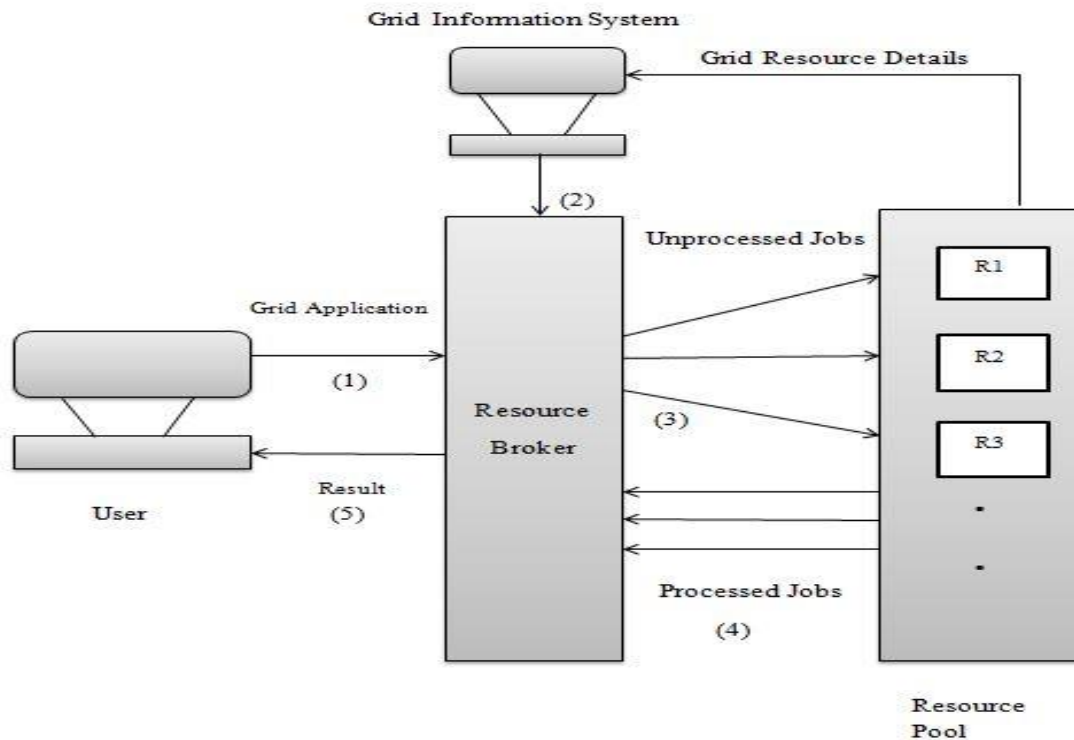 Grid Information System
Grid Resource Details
(2)
Unprocessed Jobs
R1
Grid Application
(1)
R2
Resource
Broker
(3)
R3
Result
(5)
User
Processed Jobs
(4)
Resource
Pool